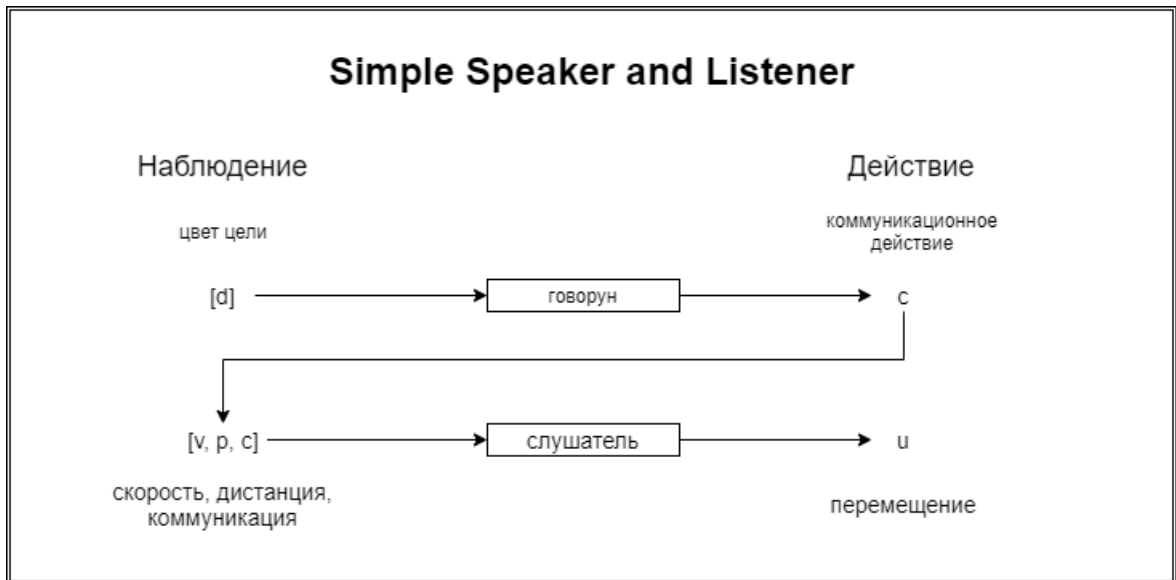 Simple Speaker and Listener
Наблюдение
Действие
цвет цели
коммуникационное
действие
[d]
говорун
c
[v, p, c]
слушатель
u
скорость, дистанция,
коммуникация
перемещение